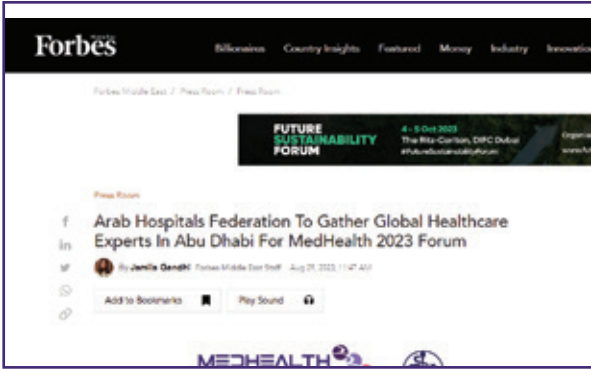 Forbes
Billionaires Country Insights Featured Money Industry Innovation
Forbes Middle East / Press Room / Press Room
FUTURE
SUSTAINABILITY
FORUM
4 - 5 Oct 2023
The Ritz-Carlton, DIFC Dubai
#FutureSustainabilityForum
Press Room
Arab Hospitals Federation To Gather Global Healthcare
Experts In Abu Dhabi For MedHealth 2023 Forum
By Jamila Gandhi Forbes Middle East Staff Aug 29, 2023, 11:47 AM
Add to Bookmarks Play Sound
MEDHEALTH